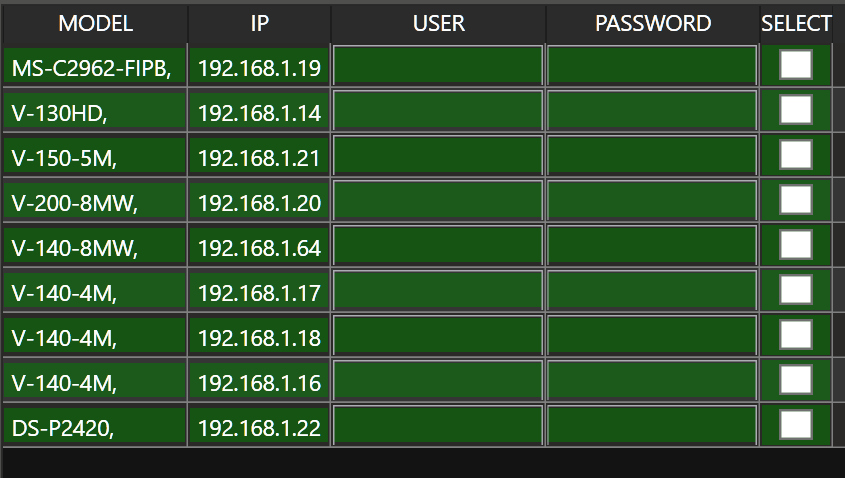 MODEL IP USER PASSWORD SELECT
MS-C2962-FIPB, 192.168.1.19
V-130HD, 192.168.1.14
V-150-5M, 192.168.1.21
V-200-8MW, 192.168.1.20
V-140-8MW, 192.168.1.64
V-140-4M, 192.168.1.17
V-140-4M, 192.168.1.18
V-140-4M, 192.168.1.16
DS-P2420, 192.168.1.22